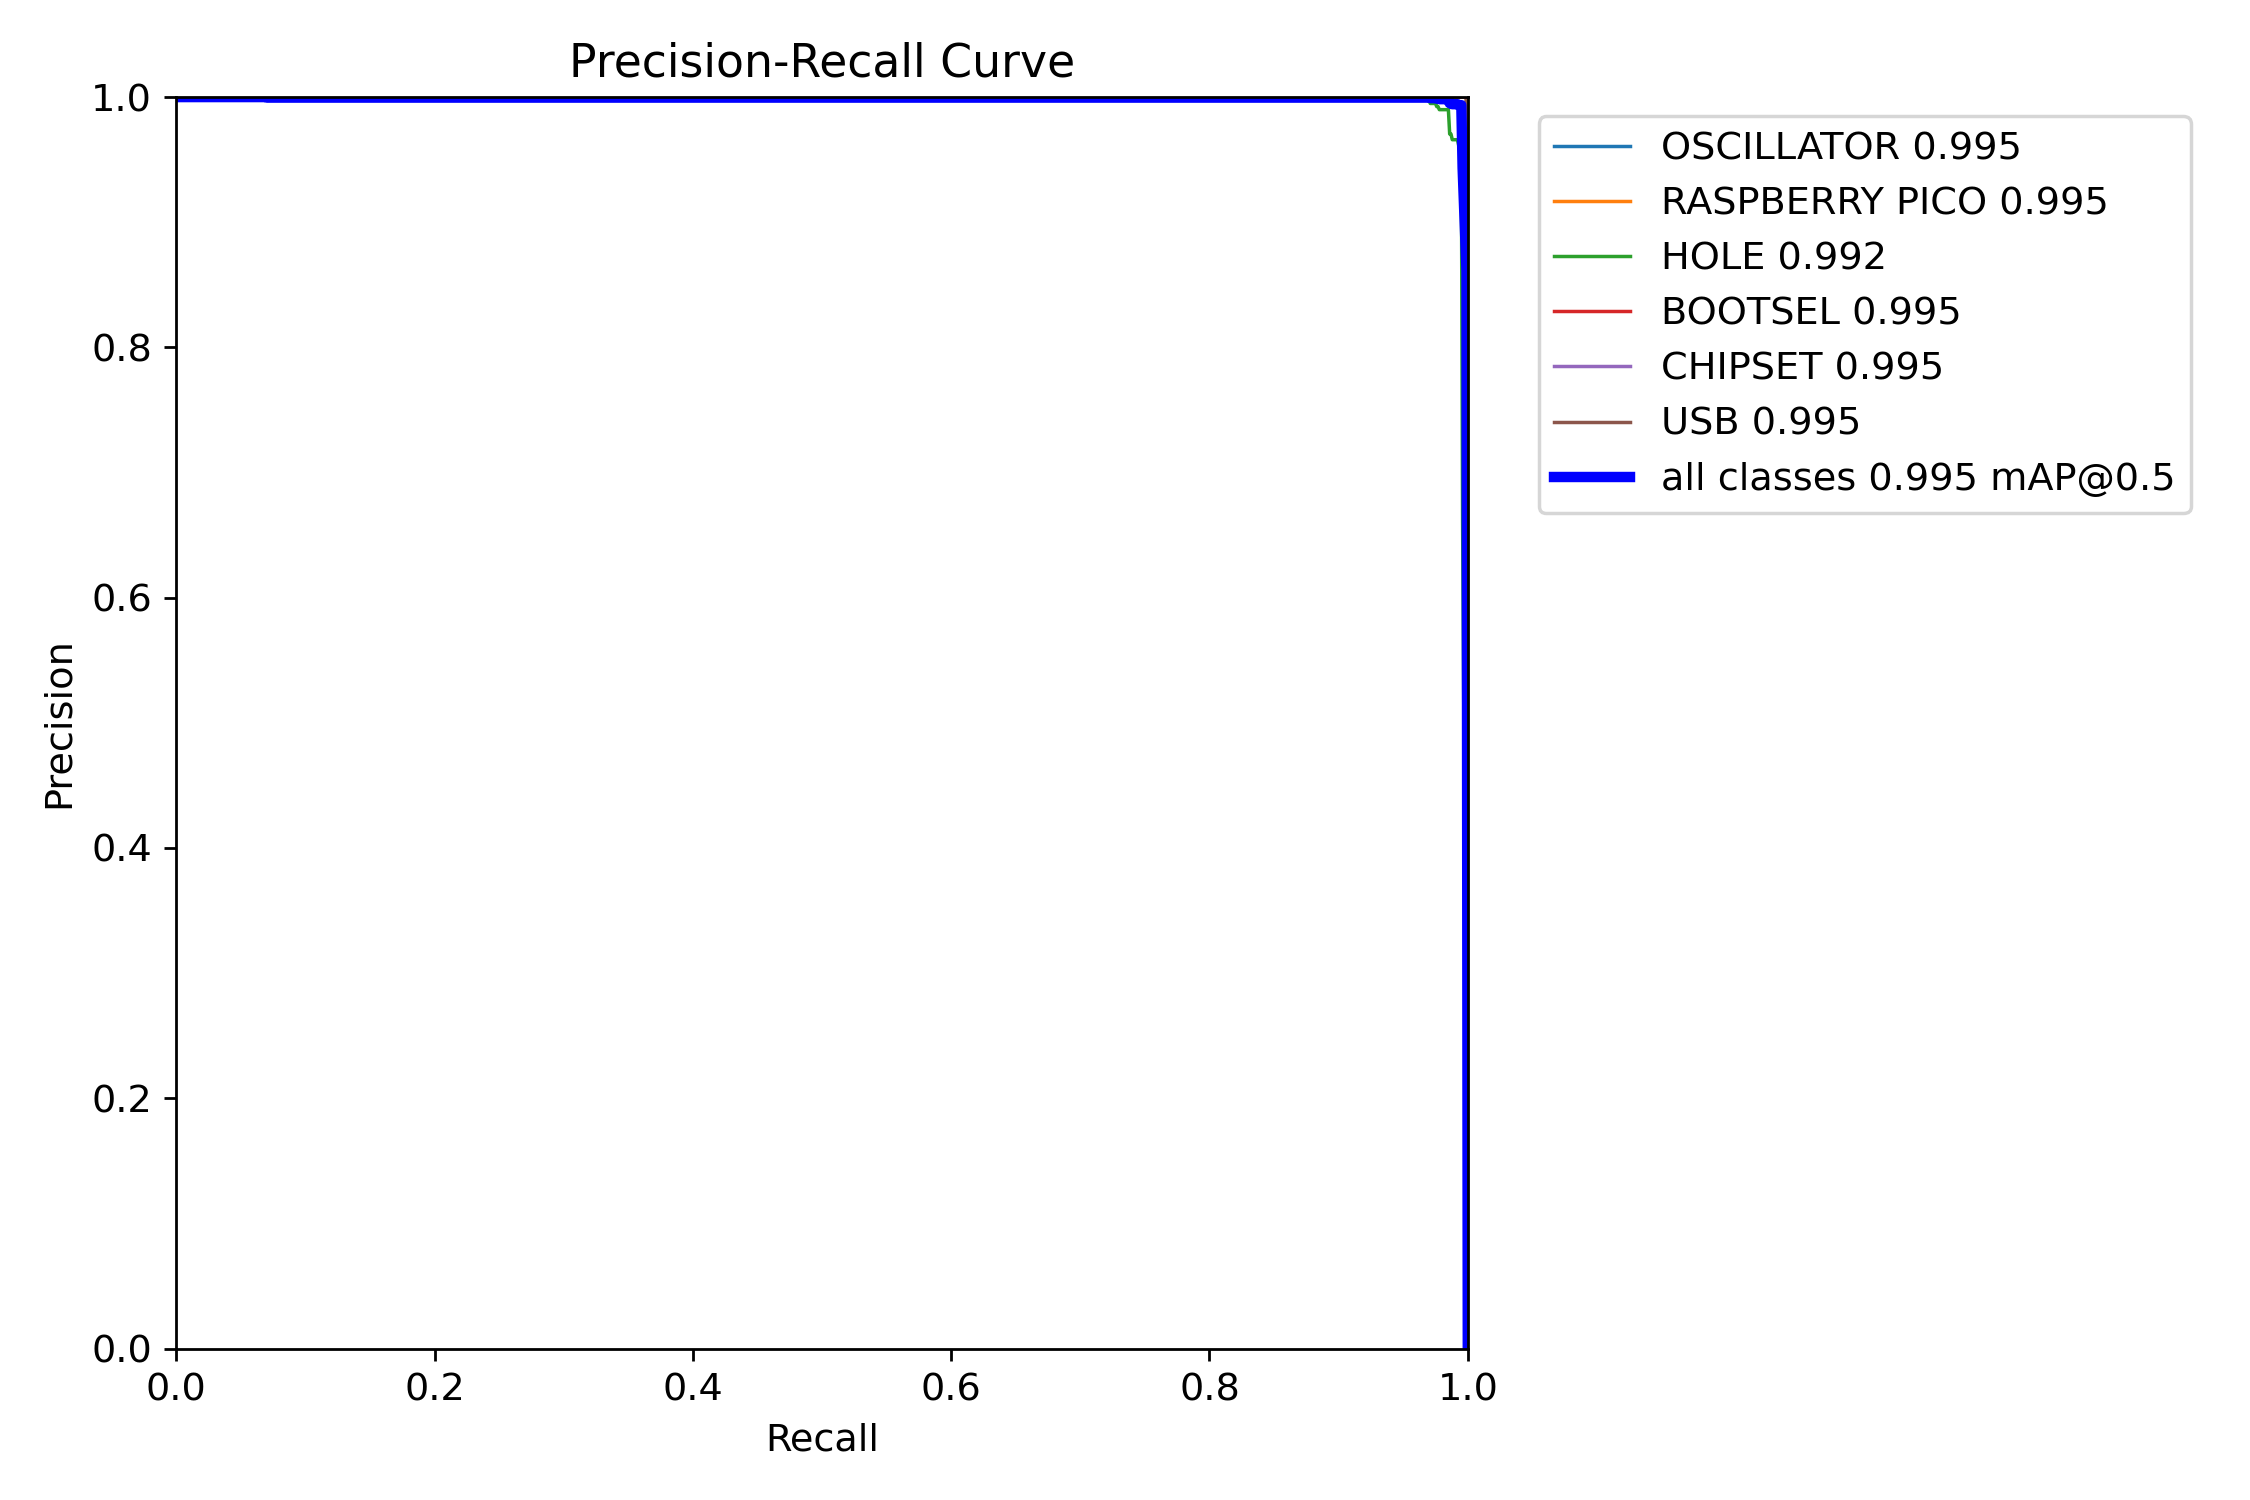 Precision-Recall Curve
1.0
0.8
0.6
0.4
0.2
0.0
Precision
0.0 0.2 0.4 0.6 0.8 1.0
Recall
OSCILLATOR 0.995
RASPBERRY PICO 0.995
HOLE 0.992
BOOTSEL 0.995
CHIPSET 0.995
USB 0.995
all classes 0.995 mAP@0.5